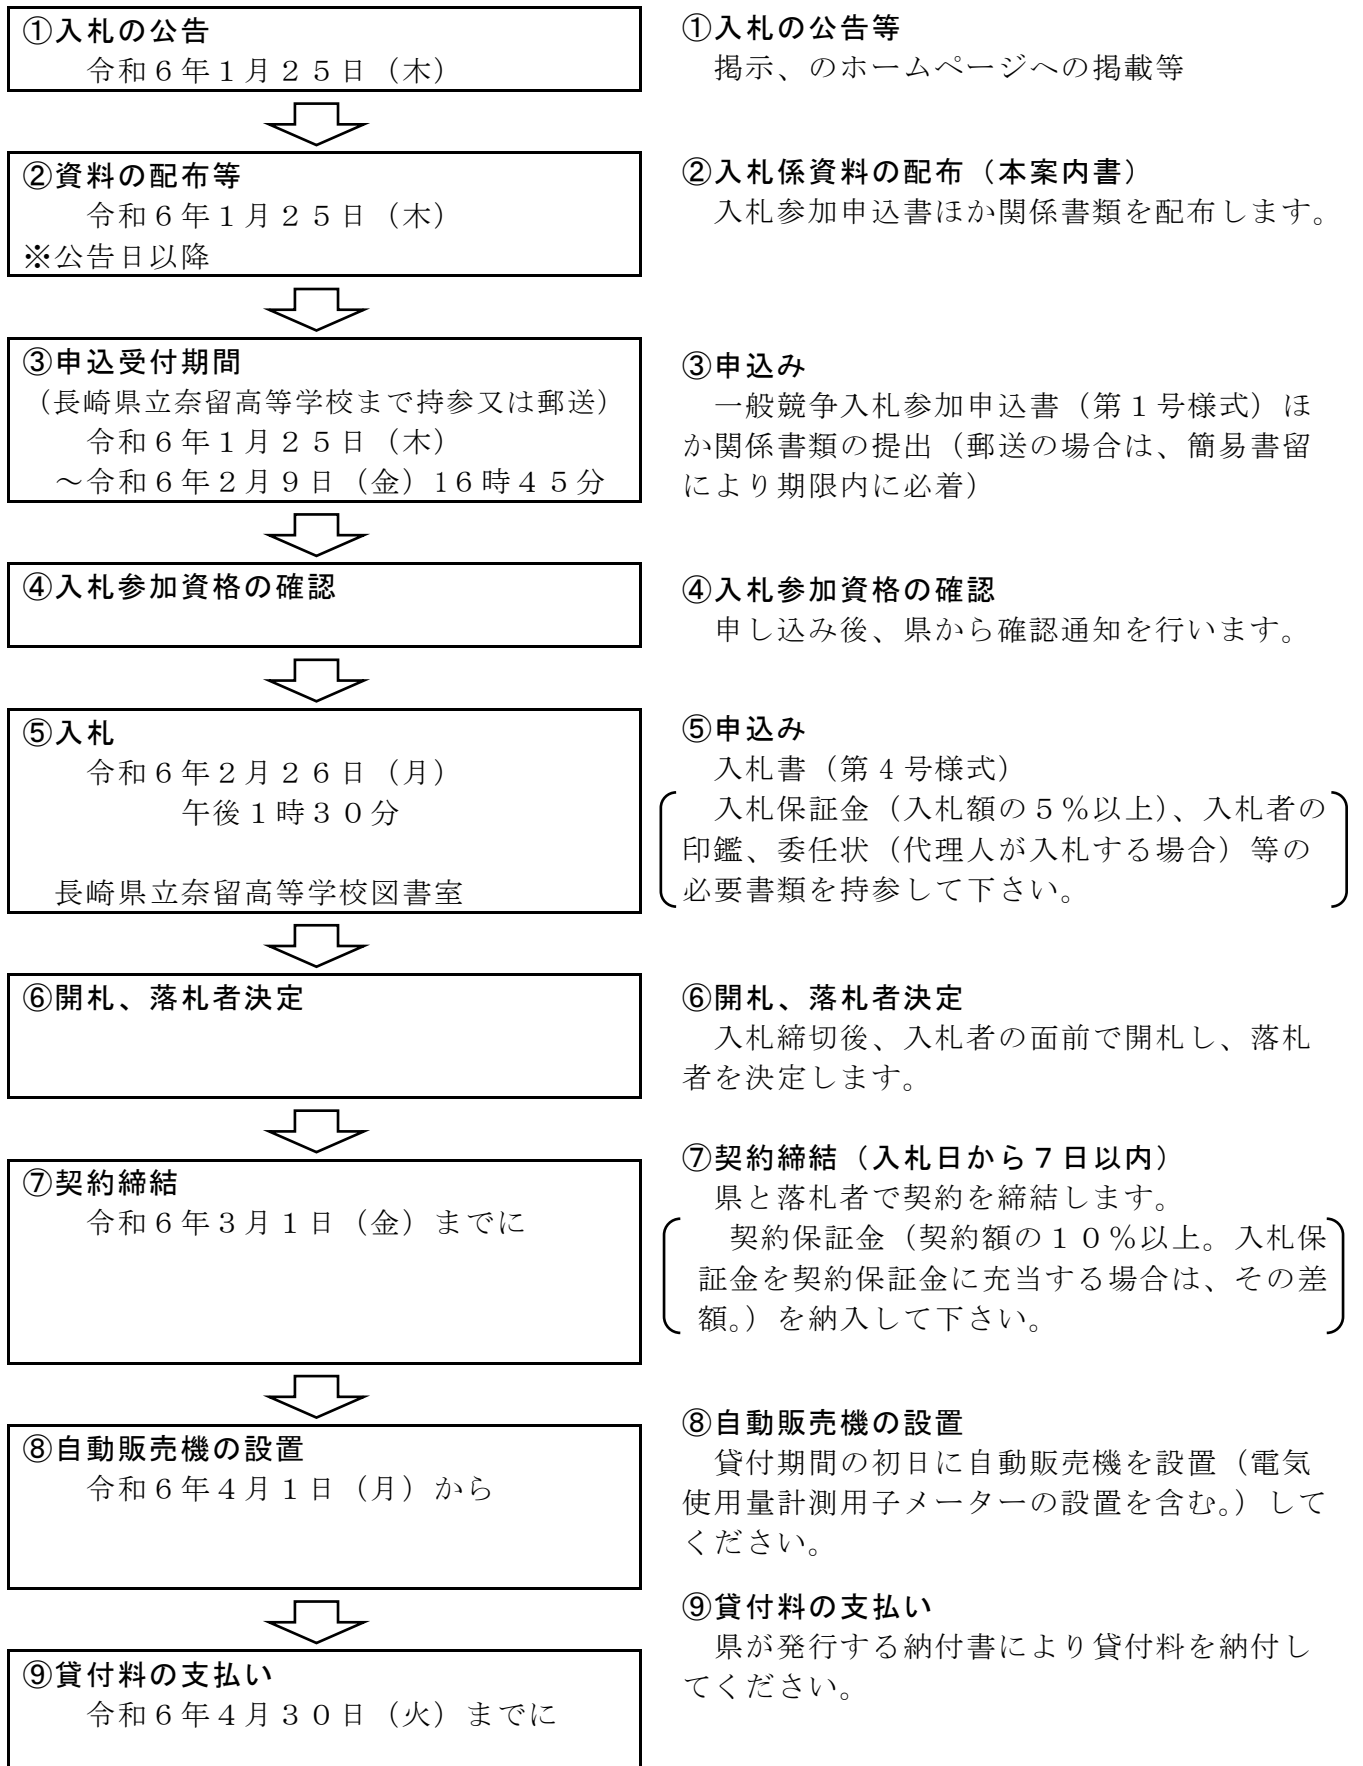 ①入札の公告
令和６年１月２５日（木）
②資料の配布等
令和６年１月２５日（木）
※公告日以降
③申込受付期間
（長崎県立奈留高等学校まで持参又は郵送）
令和６年１月２５日（木）
～令和６年２月９日（金）16時４５分
④入札参加資格の確認
⑤入札
令和６年２月２６日（月）
午後１時３０分
長崎県立奈留高等学校図書室
⑥開札、落札者決定
⑦契約締結
令和６年３月１日（金）までに
⑧自動販売機の設置
令和６年４月１日（月）から
⑨貸付料の支払い
令和６年４月３０日（火）までに
①入札の公告等
掲示、のホームページへの掲載等
②入札係資料の配布（本案内書）
入札参加申込書ほか関係書類を配布します。
③申込み
一般競争入札参加申込書（第１号様式）ほ
か関係書類の提出（郵送の場合は、簡易書留
により期限内に必着）
④入札参加資格の確認
申し込み後、県から確認通知を行います。
⑤申込み
入札書（第４号様式）
入札保証金（入札額の５％以上）、入札者の
印鑑、委任状（代理人が入札する場合）等の
必要書類を持参して下さい。
⑥開札、落札者決定
入札締切後、入札者の面前で開札し、落札
者を決定します。
⑦契約締結（入札日から７日以内）
県と落札者で契約を締結します。
契約保証金（契約額の１０％以上。入札保
証金を契約保証金に充当する場合は、その差
額。）を納入して下さい。
⑧自動販売機の設置
貸付期間の初日に自動販売機を設置（電気
使用量計測用子メーターの設置を含む。）して
ください。
⑨貸付料の支払い
県が発行する納付書により貸付料を納付し
てください。